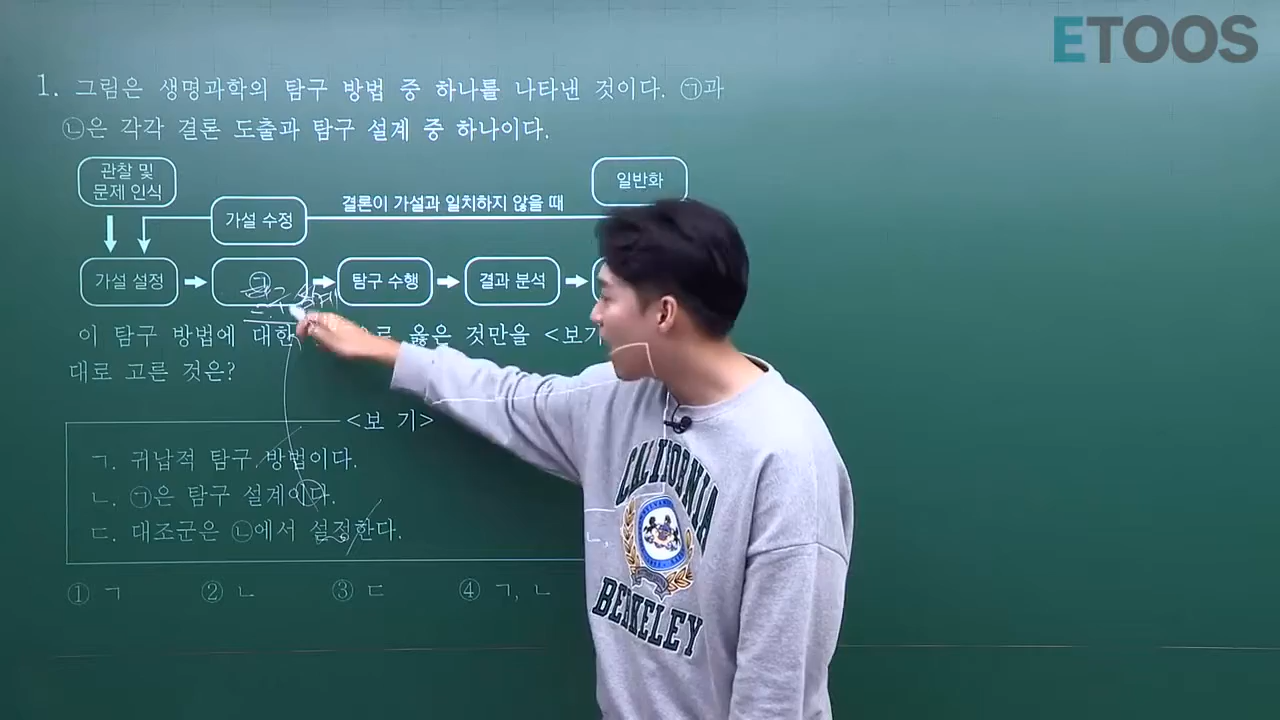 ETOOS
1. 그림은 생명과학의 탐구 방법 중 하나를 나타낸 것이다. ㉠과
㉡은 각각 결론 도출과 탐구 설계 중 하나이다.
관찰 및
문제 인식
일반화
결론이 가설과 일치하지 않을 때
가설 수정
가설 설정
㉠
탐구 수행
결과 분석
탐구 설계
이 탐구 방법에 대한 옳은 것만을 <보기
대로 고른 것은?
<보 기>
ㄱ. 귀납적 탐구 방법이다.
ㄴ. ㉠은 탐구 설계이다.
ㄷ. 대조군은 ㉡에서 설정한다.
① ㄱ ② ㄴ ③ ㄷ ④ ㄱ, ㄴ
CALIFORNIA
BERKELEY